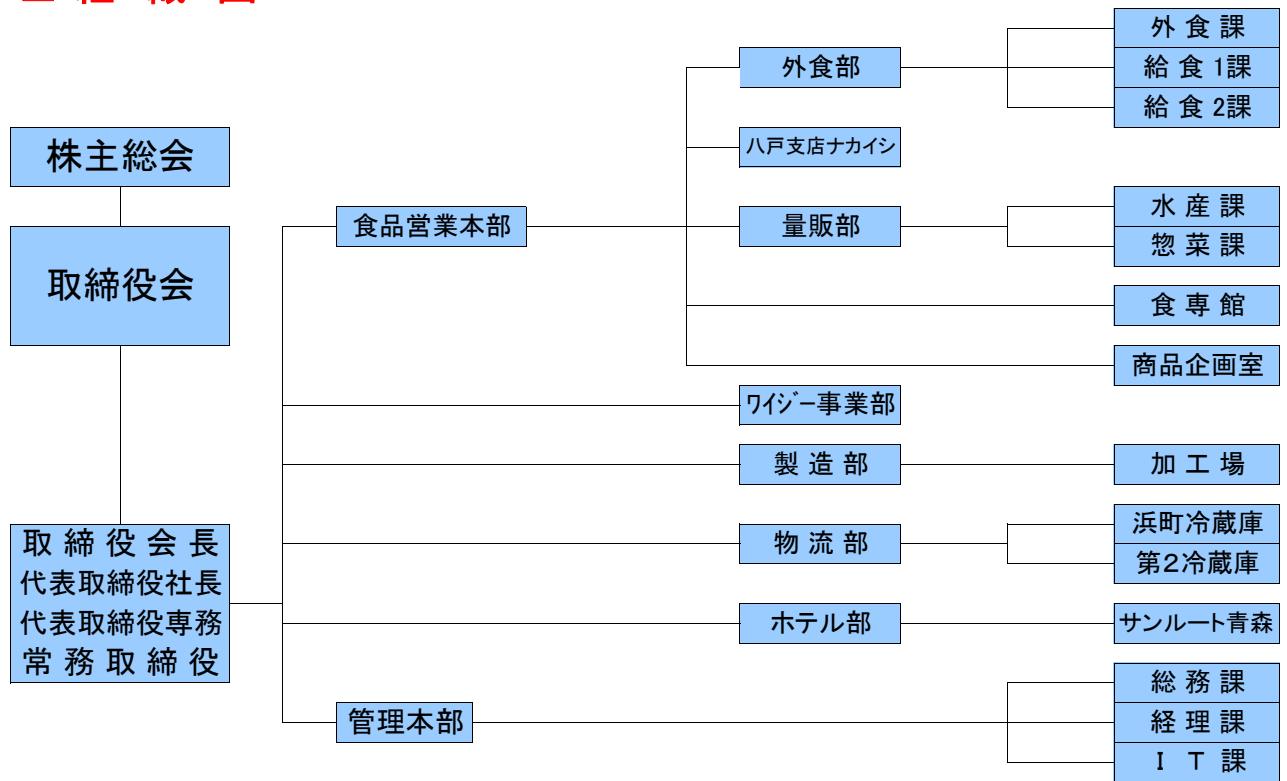 外食課
外食部
給食1課
給食2課
株主総会
八戸支店ナカイシ
水産課
食品営業本部
量販部
惣菜課
取締役会
食専館
商品企画室
ワイジー事業部
製造部
加工場
浜町冷蔵庫
取締役会長
物流部
第2冷蔵庫
代表取締役社長
代表取締役専務
ホテル部
サンルート青森
常務取締役
総務課
管理本部
経理課
IT課